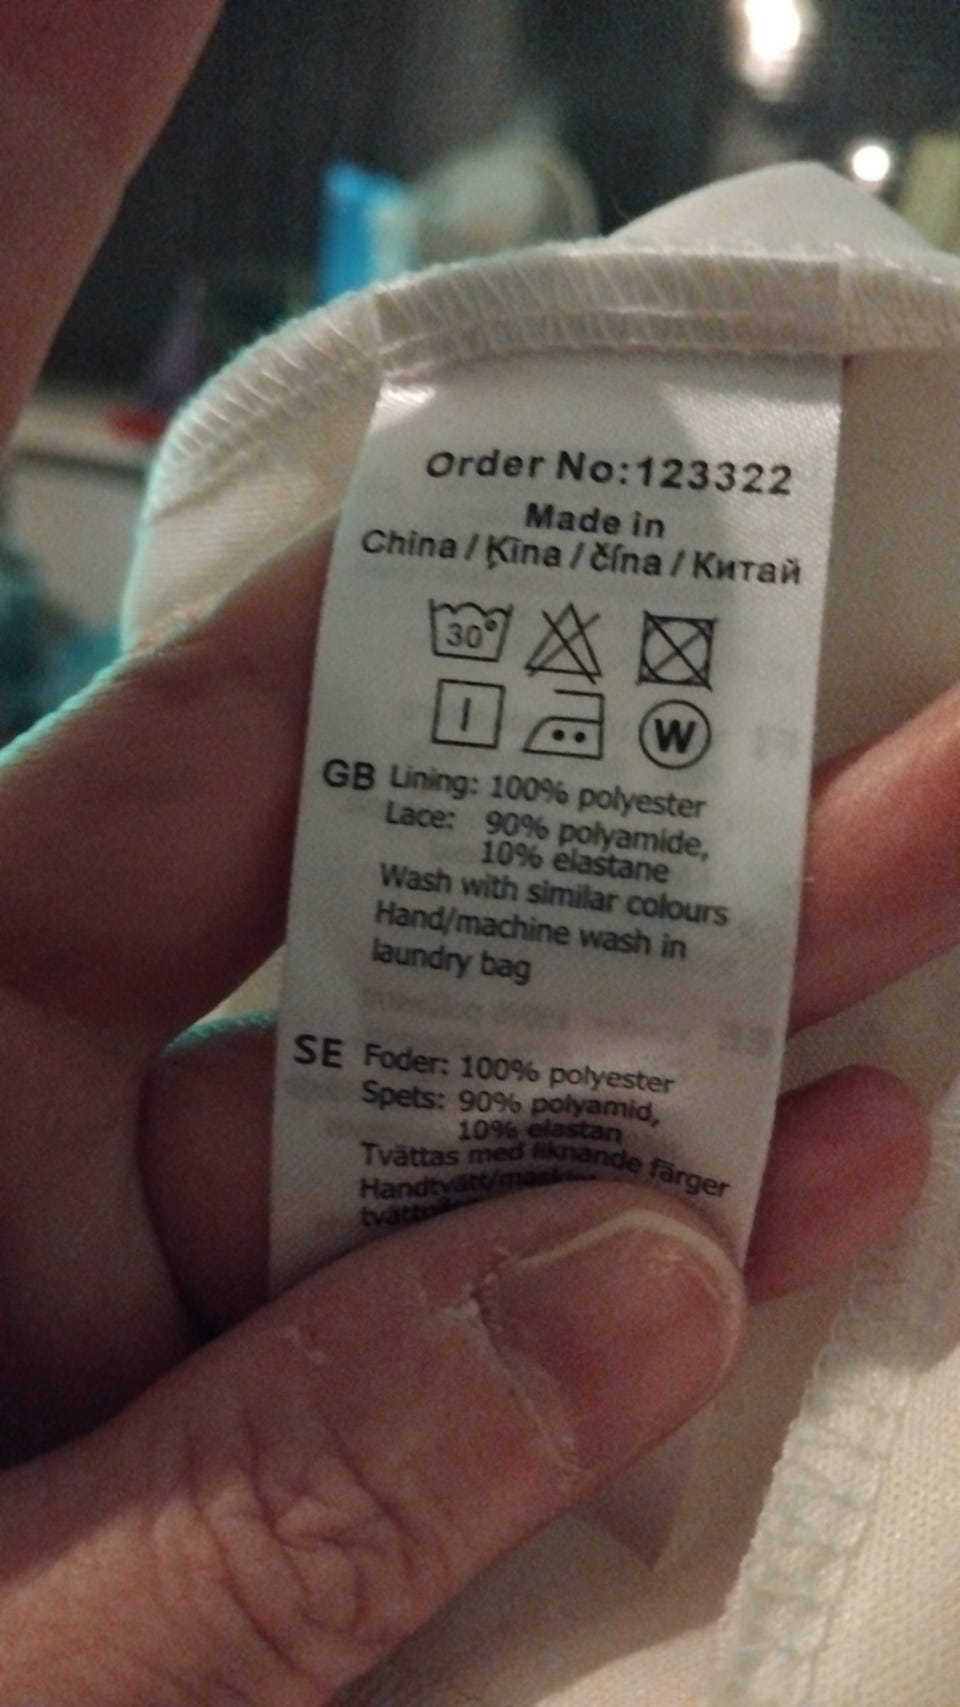 Order No:123322
Made in
China / Ķīna / čína / Китай
30°
W
GB Lining: 100% polyester
Lace: 90% polyamide,
10% elastane
Wash with similar colours
Hand/machine wash in
laundry bag
SE Foder: 100% polyester
Spets: 90% polyamid,
10% elastan
Tvättas med liknande färger